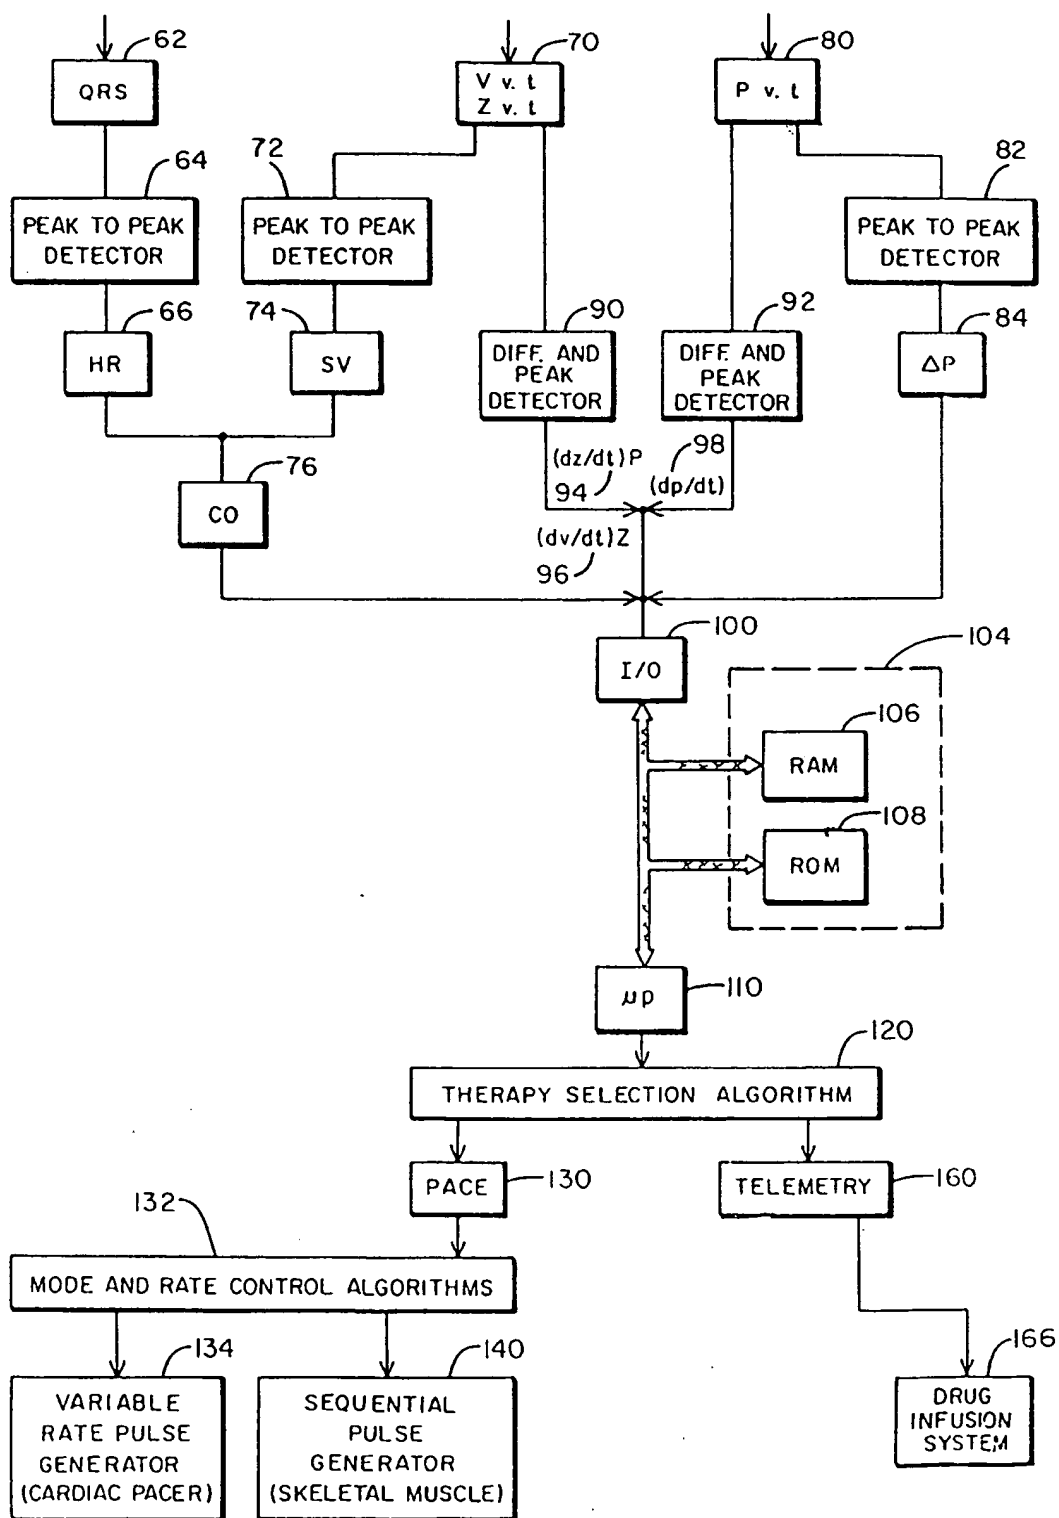 62
70
80
QRS
V v. t
Z v. t
P v. t
64
72
82
PEAK TO PEAK
DETECTOR
PEAK TO PEAK
DETECTOR
PEAK TO PEAK
DETECTOR
66
74
90
92
84
HR
SV
DIFF. AND
PEAK
DETECTOR
DIFF. AND
PEAK
DETECTOR
ΔP
76
(dz/dt)P
94
98
(dp/dt)
CO
(dv/dt)Z
96
100
104
I/O
106
RAM
108
ROM
μp
110
120
THERAPY SELECTION ALGORITHM
PACE
130
TELEMETRY
160
132
MODE AND RATE CONTROL ALGORITHMS
134
140
166
VARIABLE
RATE PULSE
GENERATOR
(CARDIAC PACER)
SEQUENTIAL
PULSE
GENERATOR
(SKELETAL MUSCLE)
DRUG
INFUSION
SYSTEM